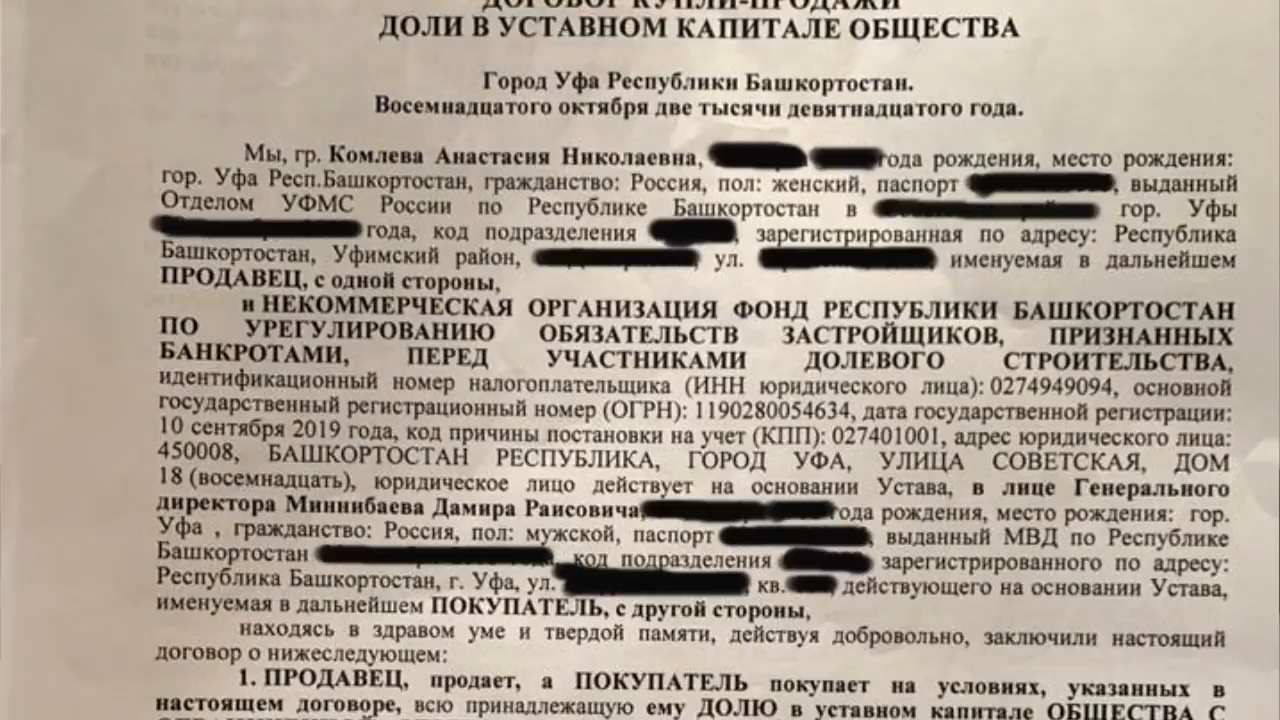 ДОГОВОР КУПЛИ-ПРОДАЖИ
ДОЛИ В УСТАВНОМ КАПИТАЛЕ ОБЩЕСТВА
Город Уфа Республики Башкортостан.
Восемнадцатого октября две тысячи девятнадцатого года.
Мы, гр. Комлева Анастасия Николаевна, года рождения, место рождения:
гор. Уфа Респ.Башкортостан, гражданство: Россия, пол: женский, паспорт , выданный
Отделом УФМС России по Республике Башкортостан в гор. Уфы
года, код подразделения , зарегистрированная по адресу: Республика
Башкортостан, Уфимский район, ул. именуемая в дальнейшем
ПРОДАВЕЦ, с одной стороны,
и НЕКОММЕРЧЕСКАЯ ОРГАНИЗАЦИЯ ФОНД РЕСПУБЛИКИ БАШКОРТОСТАН
ПО УРЕГУЛИРОВАНИЮ ОБЯЗАТЕЛЬСТВ ЗАСТРОЙЩИКОВ, ПРИЗНАННЫХ
БАНКРОТАМИ, ПЕРЕД УЧАСТНИКАМИ ДОЛЕВОГО СТРОИТЕЛЬСТВА,
идентификационный номер налогоплательщика (ИНН юридического лица): 0274949094, основной
государственный регистрационный номер (ОГРН): 1190280054634, дата государственной регистрации:
10 сентября 2019 года, код причины постановки на учет (КПП): 027401001, адрес юридического лица:
450008, БАШКОРТОСТАН РЕСПУБЛИКА, ГОРОД УФА, УЛИЦА СОВЕТСКАЯ, ДОМ
18 (восемнадцать), юридическое лицо действует на основании Устава, в лице Генерального
директора Миннибаева Дамира Раисовича, года рождения, место рождения: гор.
Уфа , гражданство: Россия, пол: мужской, паспорт , выданный МВД по Республике
Башкортостан , код подразделения зарегистрированного по адресу:
Республика Башкортостан, г. Уфа, ул. кв. , действующего на основании Устава,
именуемая в дальнейшем ПОКУПАТЕЛЬ, с другой стороны,
находясь в здравом уме и твердой памяти, действуя добровольно, заключили настоящий
договор о нижеследующем:
1. ПРОДАВЕЦ, продает, а ПОКУПАТЕЛЬ покупает на условиях, указанных в
настоящем договоре, всю принадлежащую ему ДОЛЮ в уставном капитале ОБЩЕСТВА С